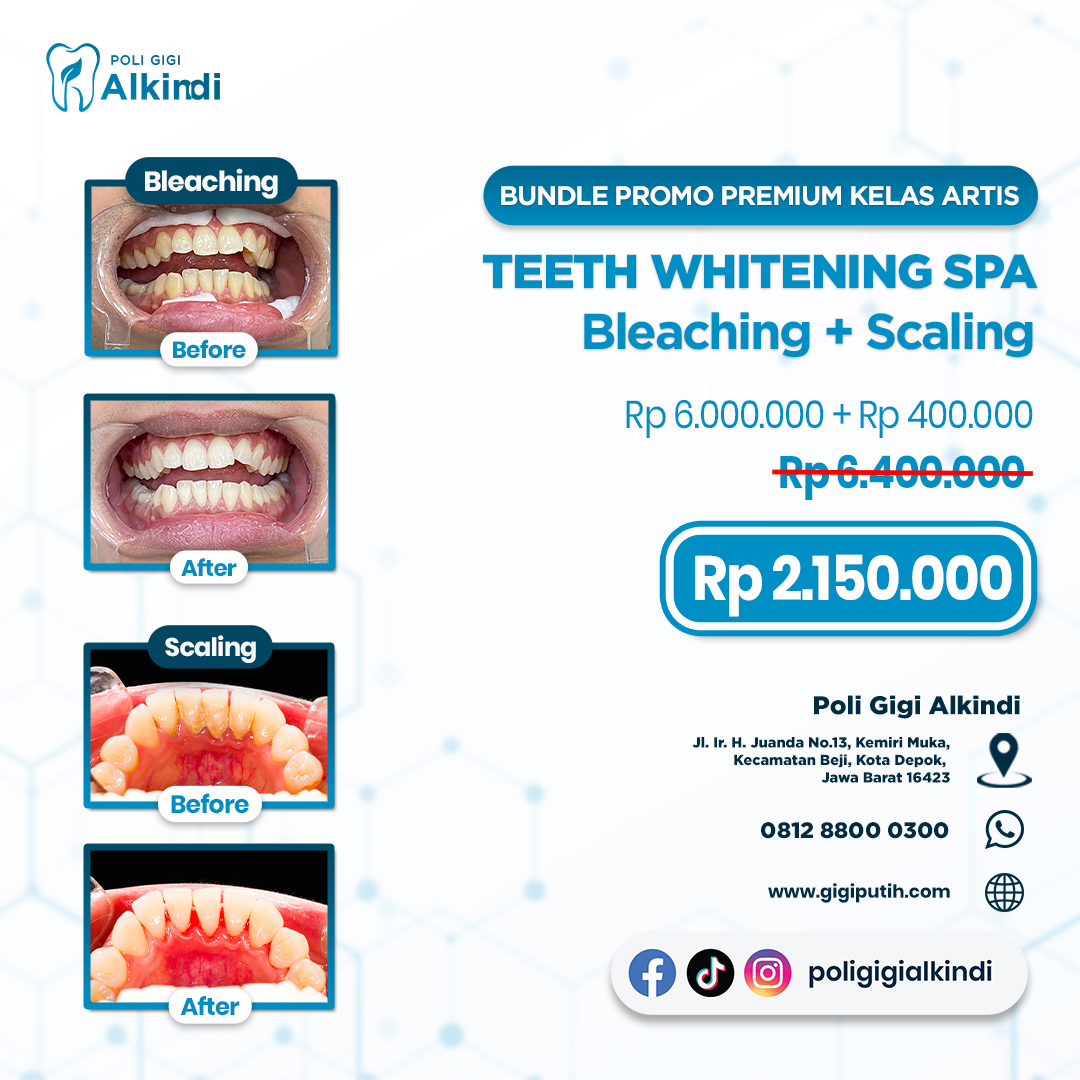 POLI GIGI
Alkindi
Bleaching
Before
After
Scaling
Before
After
BUNDLE PROMO PREMIUM KELAS ARTIS
TEETH WHITENING SPA
Bleaching + Scaling
Rp 6.000.000 + Rp 400.000
Rp 6.400.000
Rp 2.150.000
Poli Gigi Alkindi
Jl. Ir. H. Juanda No.13, Kemiri Muka,
Kecamatan Beji, Kota Depok,
Jawa Barat 16423
0812 8800 0300
www.gigiputih.com
poligigialkindi